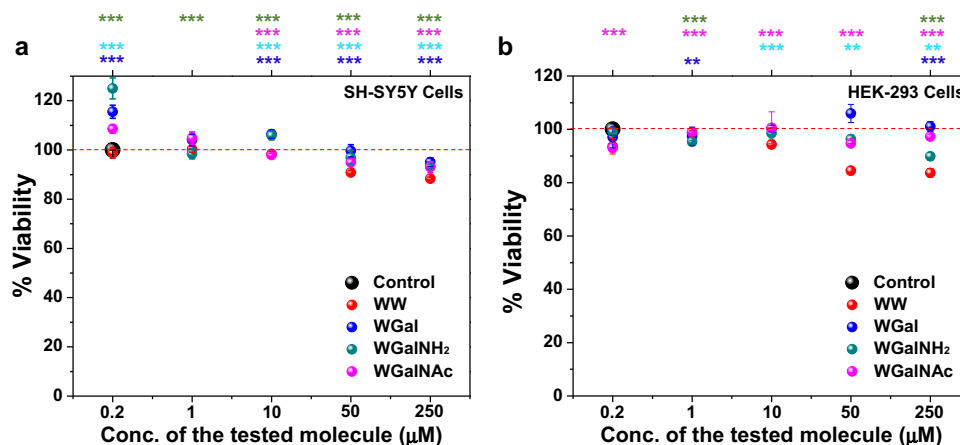 *** *** *** *** ***
*** *** ***
*** *** *** ***
*** *** *** ***
a
SH-SY5Y Cells
120
100
80
60
40
20
0
% Viability
Control
WW
WGal
WGalNH₂
WGalNAc
0.2 1 10 50 250
Conc. of the tested molecule (µM)
*** ***
*** *** *** *** ***
*** ** **
** ***
b
HEK-293 Cells
120
100
80
60
40
20
0
% Viability
Control
WW
WGal
WGalNH₂
WGalNAc
0.2 1 10 50 250
Conc. of the tested molecule (µM)